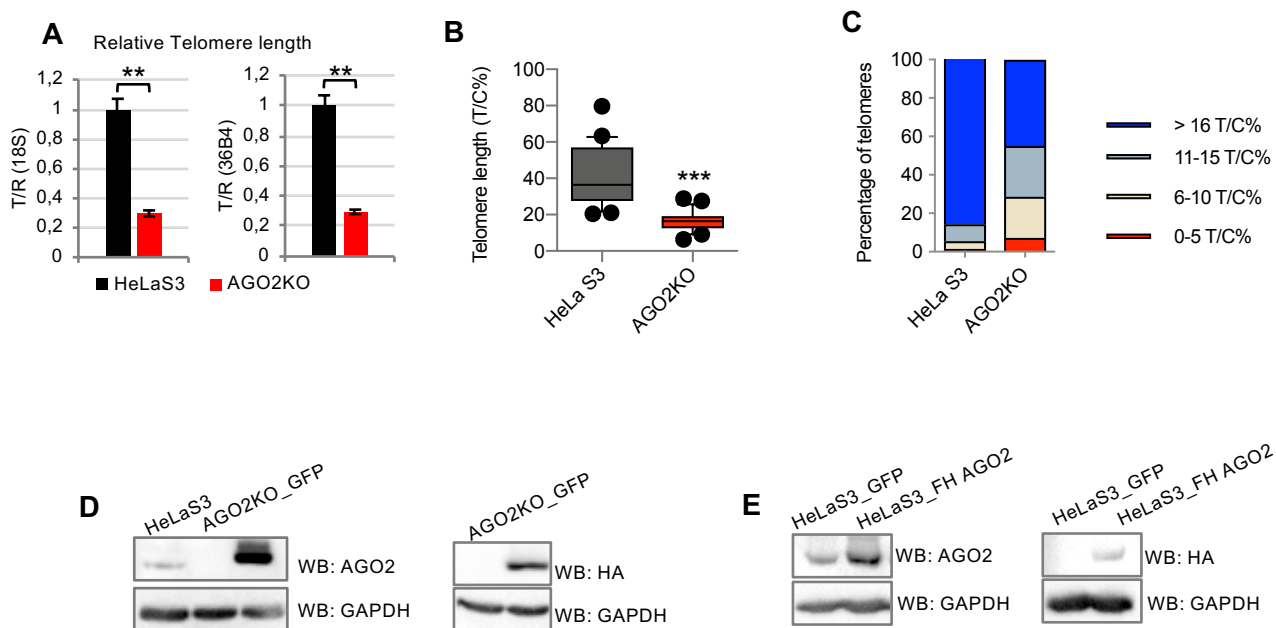 A
Relative Telomere length
T/R (18S)
1,2
1
0,8
0,6
0,4
0,2
0
**
T/R (36B4)
1,2
1
0,8
0,6
0,4
0,2
0
**
HeLaS3 AGO2KO
B
Telomere length (T/C%)
100
80
60
40
20
0
***
HeLa S3
AGO2KO
C
Percentage of telomeres
100
80
60
40
20
0
HeLa S3
AGO2KO
> 16 T/C%
11-15 T/C%
6-10 T/C%
0-5 T/C%
D
HeLaS3
AGO2KO_GFP
WB: AGO2
WB: GAPDH
AGO2KO_GFP
WB: HA
WB: GAPDH
E
HeLaS3_GFP
HeLaS3_FH AGO2
WB: AGO2
WB: GAPDH
HeLaS3_GFP
HeLaS3_FH AGO2
WB: HA
WB: GAPDH